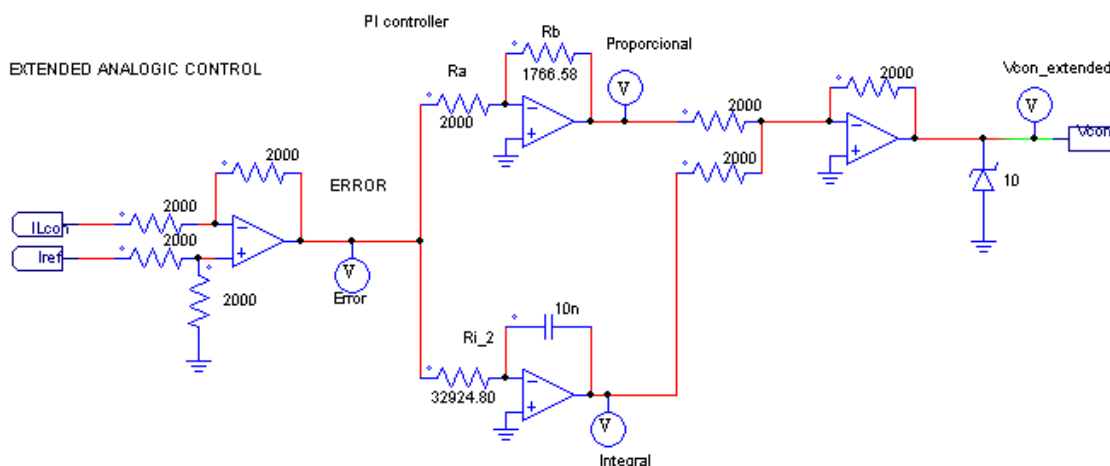 PI controller
EXTENDED ANALOGIC CONTROL
Ra
2000
Rb
1766.58
Proporcional
V
2000
2000
2000
Vcon_extended
V
Vcon
10
ILcon
Iref
2000
2000
2000
2000
ERROR
V
Error
Ri_2
32924.80
10n
V
Integral